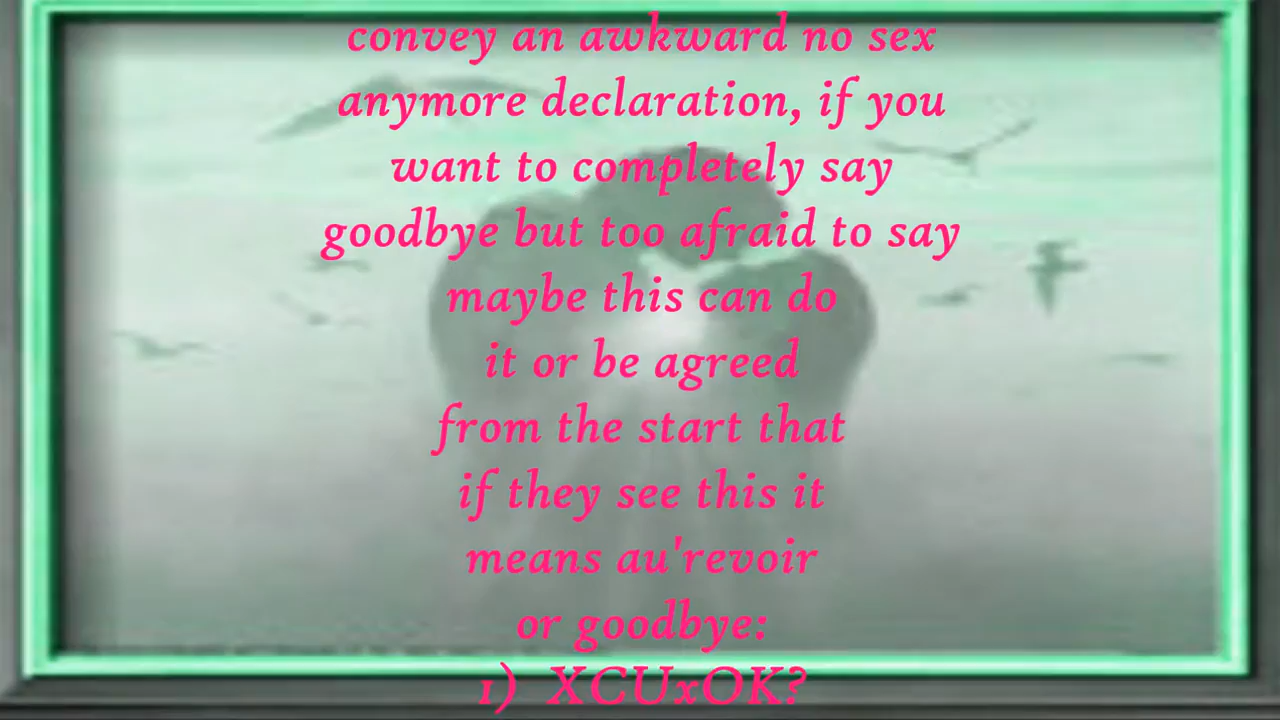 convey an awkward no sex
anymore declaration, if you
want to completely say
goodbye but too afraid to say
maybe this can do
it or be agreed
from the start that
if they see this it
means au'revoir
or goodbye:
1) XCUxOK?